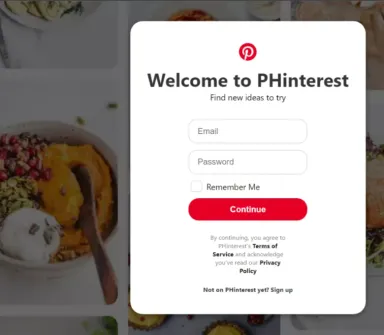 Welcome to PHinterest
Find new ideas to try
Email
Password
Remember Me
Continue
By continuing, you agree to
PHinterest's Terms of
Service and acknowledge
you've read our Privacy
Policy
Not on PHinterest yet? Sign up